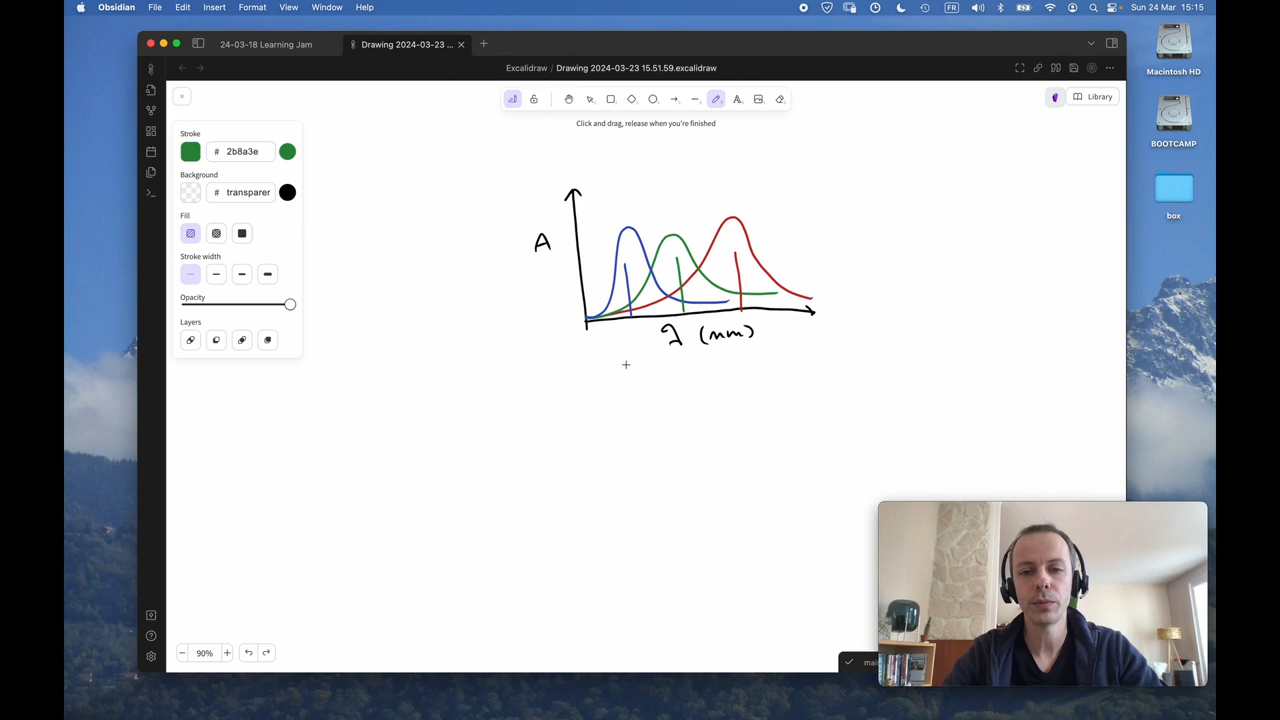 Obsidian File Edit Insert Format View Window Help
FR Sun 24 Mar 15:15
24-03-18 Learning Jam
Drawing 2024-03-23 ...
Excalidraw / Drawing 2024-03-23 15.51.59.excalidraw
Library
Click and drag, release when you're finished
Stroke
# 2b8a3e
Background
# transparer
Fill
Stroke width
Opacity
Layers
A
(nm)
90%
Macintosh HD
BOOTCAMP
box